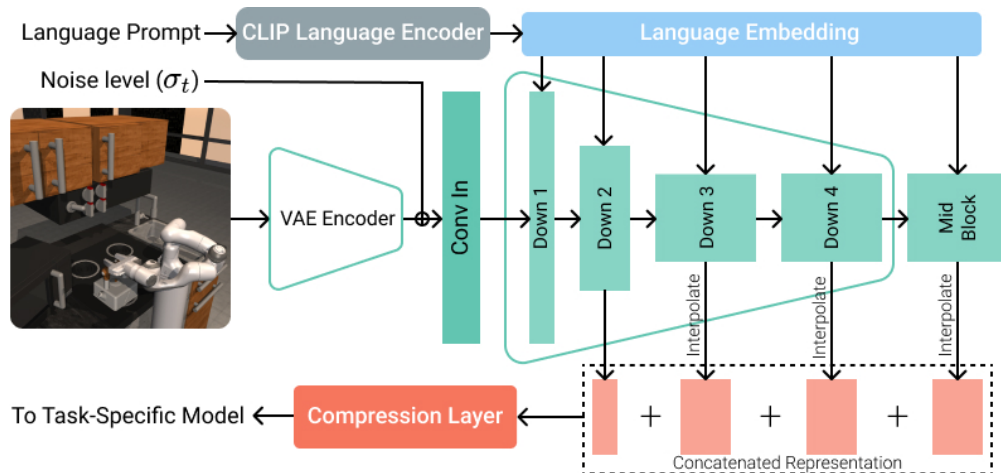 Language Prompt
CLIP Language Encoder
Language Embedding
Noise level (σt)
VAE Encoder
Conv In
Down 1
Down 2
Down 3
Down 4
Mid
Block
Interpolate
Interpolate
Interpolate
To Task-Specific Model
Compression Layer
+ + +
Concatenated Representation